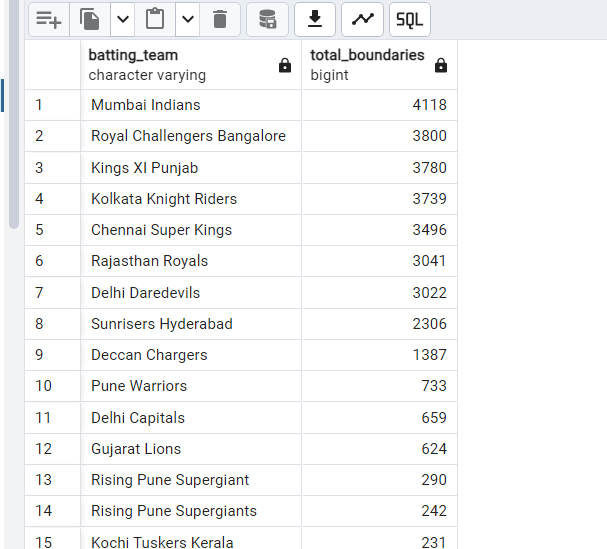 SQL
batting_team total_boundaries
character varying bigint
1 Mumbai Indians 4118
2 Royal Challengers Bangalore 3800
3 Kings XI Punjab 3780
4 Kolkata Knight Riders 3739
5 Chennai Super Kings 3496
6 Rajasthan Royals 3041
7 Delhi Daredevils 3022
8 Sunrisers Hyderabad 2306
9 Deccan Chargers 1387
10 Pune Warriors 733
11 Delhi Capitals 659
12 Gujarat Lions 624
13 Rising Pune Supergiant 290
14 Rising Pune Supergiants 242
15 Kochi Tuskers Kerala 231